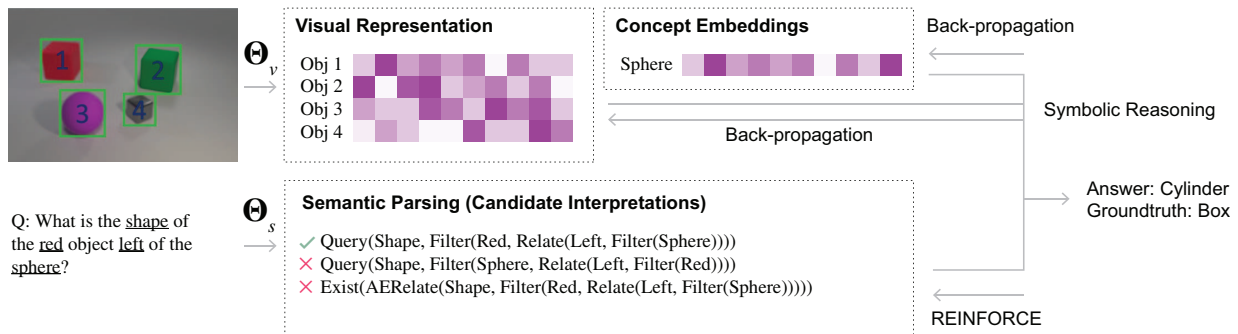 1
2
3
4
Θv
Visual Representation
Obj 1
Obj 2
Obj 3
Obj 4
Concept Embeddings
Sphere
Back-propagation
Back-propagation
Symbolic Reasoning
Answer: Cylinder
Groundtruth: Box
Q: What is the shape of
the red object left of the
sphere?
Θs
Semantic Parsing (Candidate Interpretations)
✓ Query(Shape, Filter(Red, Relate(Left, Filter(Sphere))))
✕ Query(Shape, Filter(Sphere, Relate(Left, Filter(Red))))
✕ Exist(AERelate(Shape, Filter(Red, Relate(Left, Filter(Sphere)))))
REINFORCE